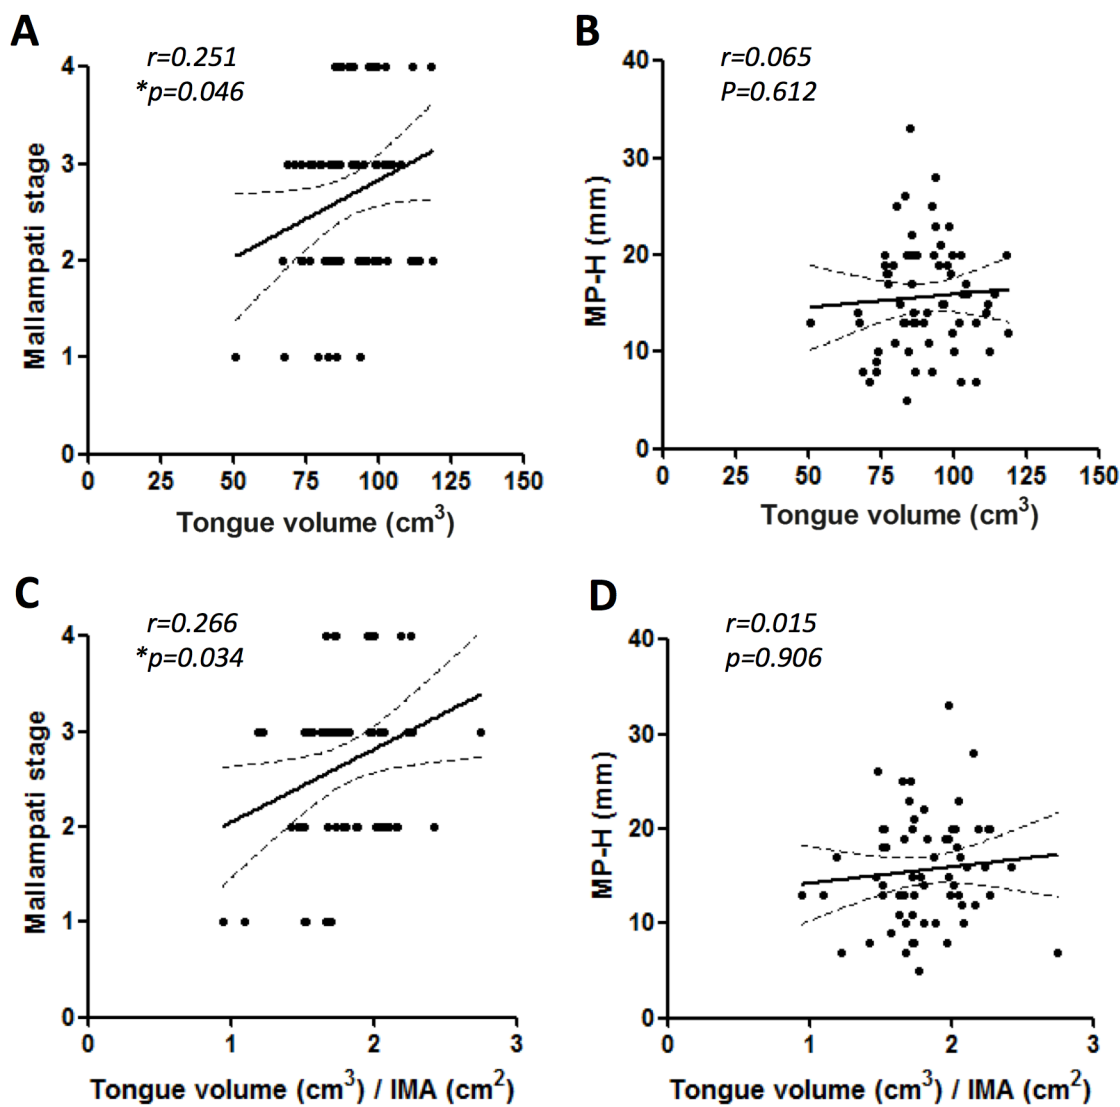 A
r=0.251
*p=0.046
Mallampati stage
4
3
2
1
0
0 25 50 75 100 125 150
Tongue volume (cm³)
B
r=0.065
P=0.612
MP-H (mm)
40
30
20
10
0
0 25 50 75 100 125 150
Tongue volume (cm³)
C
r=0.266
*p=0.034
Mallampati stage
4
3
2
1
0
0 1 2 3
Tongue volume (cm³) / IMA (cm²)
D
r=0.015
p=0.906
MP-H (mm)
40
30
20
10
0
0 1 2 3
Tongue volume (cm³) / IMA (cm²)